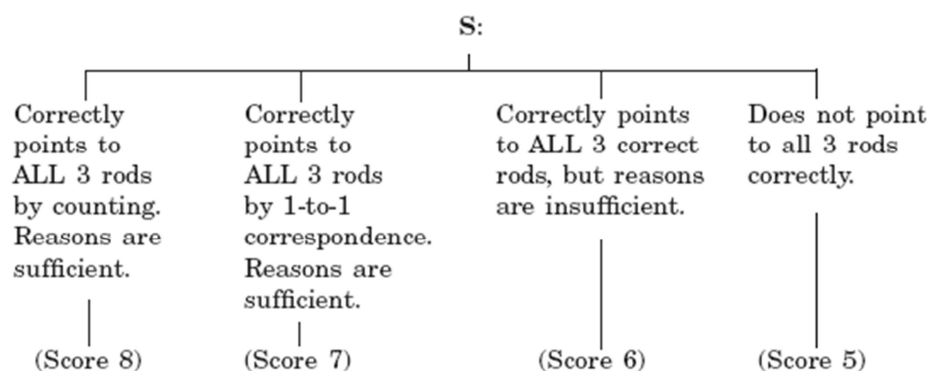 S:
Correctly
points to
ALL 3 rods
by counting.
Reasons are
sufficient.
(Score 8)
Correctly
points to
ALL 3 rods
by 1-to-1
correspondence.
Reasons are
sufficient.
(Score 7)
Correctly points
to ALL 3 correct
rods, but reasons
are insufficient.
(Score 6)
Does not point
to all 3 rods
correctly.
(Score 5)